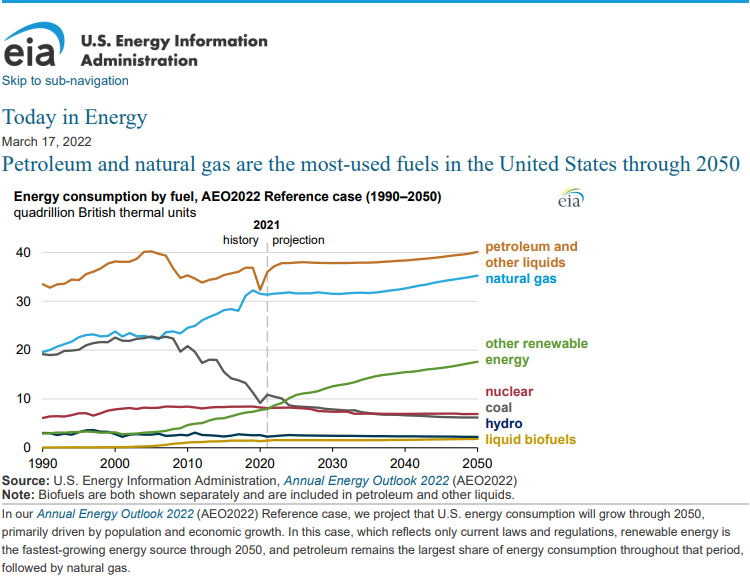 eia
U.S. Energy Information
Administration
Skip to sub-navigation
Today in Energy
March 17, 2022
Petroleum and natural gas are the most-used fuels in the United States through 2050
Energy consumption by fuel, AEO2022 Reference case (1990–2050)
quadrillion British thermal units
eia
2021
history projection
40
30
20
10
0
petroleum and
other liquids
natural gas
other renewable
energy
nuclear
coal
hydro
liquid biofuels
1990 2000 2010 2020 2030 2040 2050
Source: U.S. Energy Information Administration, Annual Energy Outlook 2022 (AEO2022)
Note: Biofuels are both shown separately and are included in petroleum and other liquids.
In our Annual Energy Outlook 2022 (AEO2022) Reference case, we project that U.S. energy consumption will grow through 2050,
primarily driven by population and economic growth. In this case, which reflects only current laws and regulations, renewable energy is
the fastest-growing energy source through 2050, and petroleum remains the largest share of energy consumption throughout that period,
followed by natural gas.